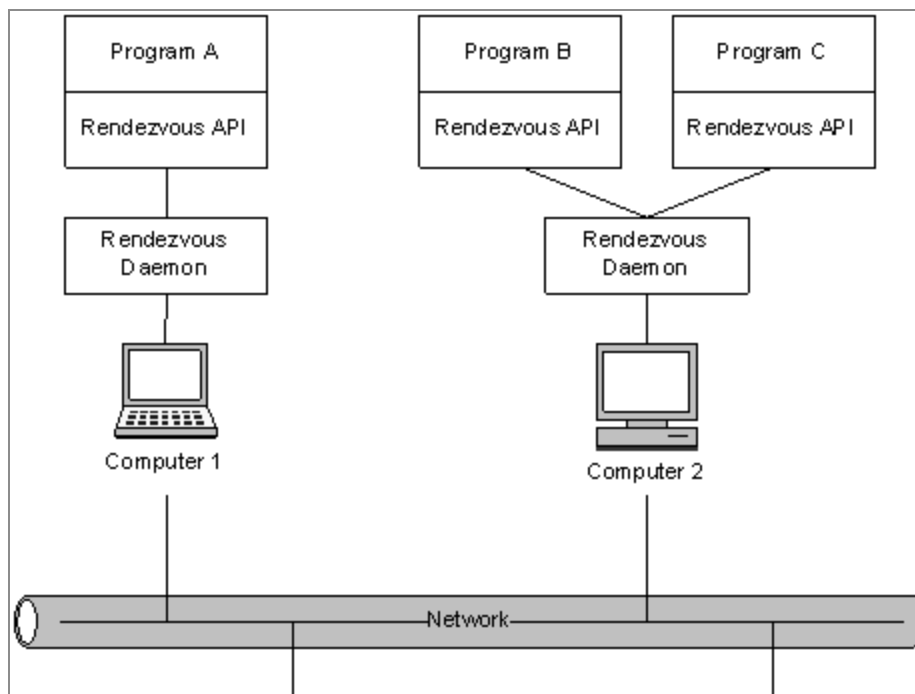 Program A
Program B
Program C
Rendezvous API
Rendezvous API
Rendezvous API
Rendezvous
Daemon
Rendezvous
Daemon
Computer 1
Computer 2
Network